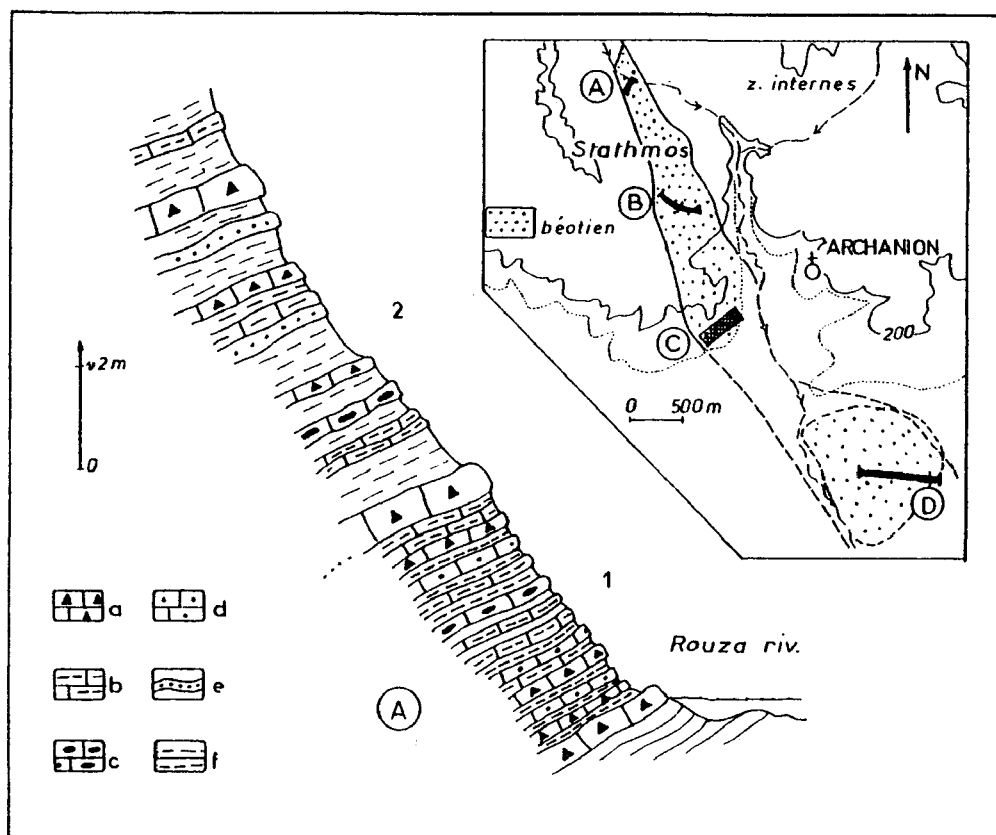 A
z. internes
N
Stathmos
B
béotien
ARCHANION
200
C
0 500m
D
2
2m
0
1
Rouza riv.
A
a d
b e
c f